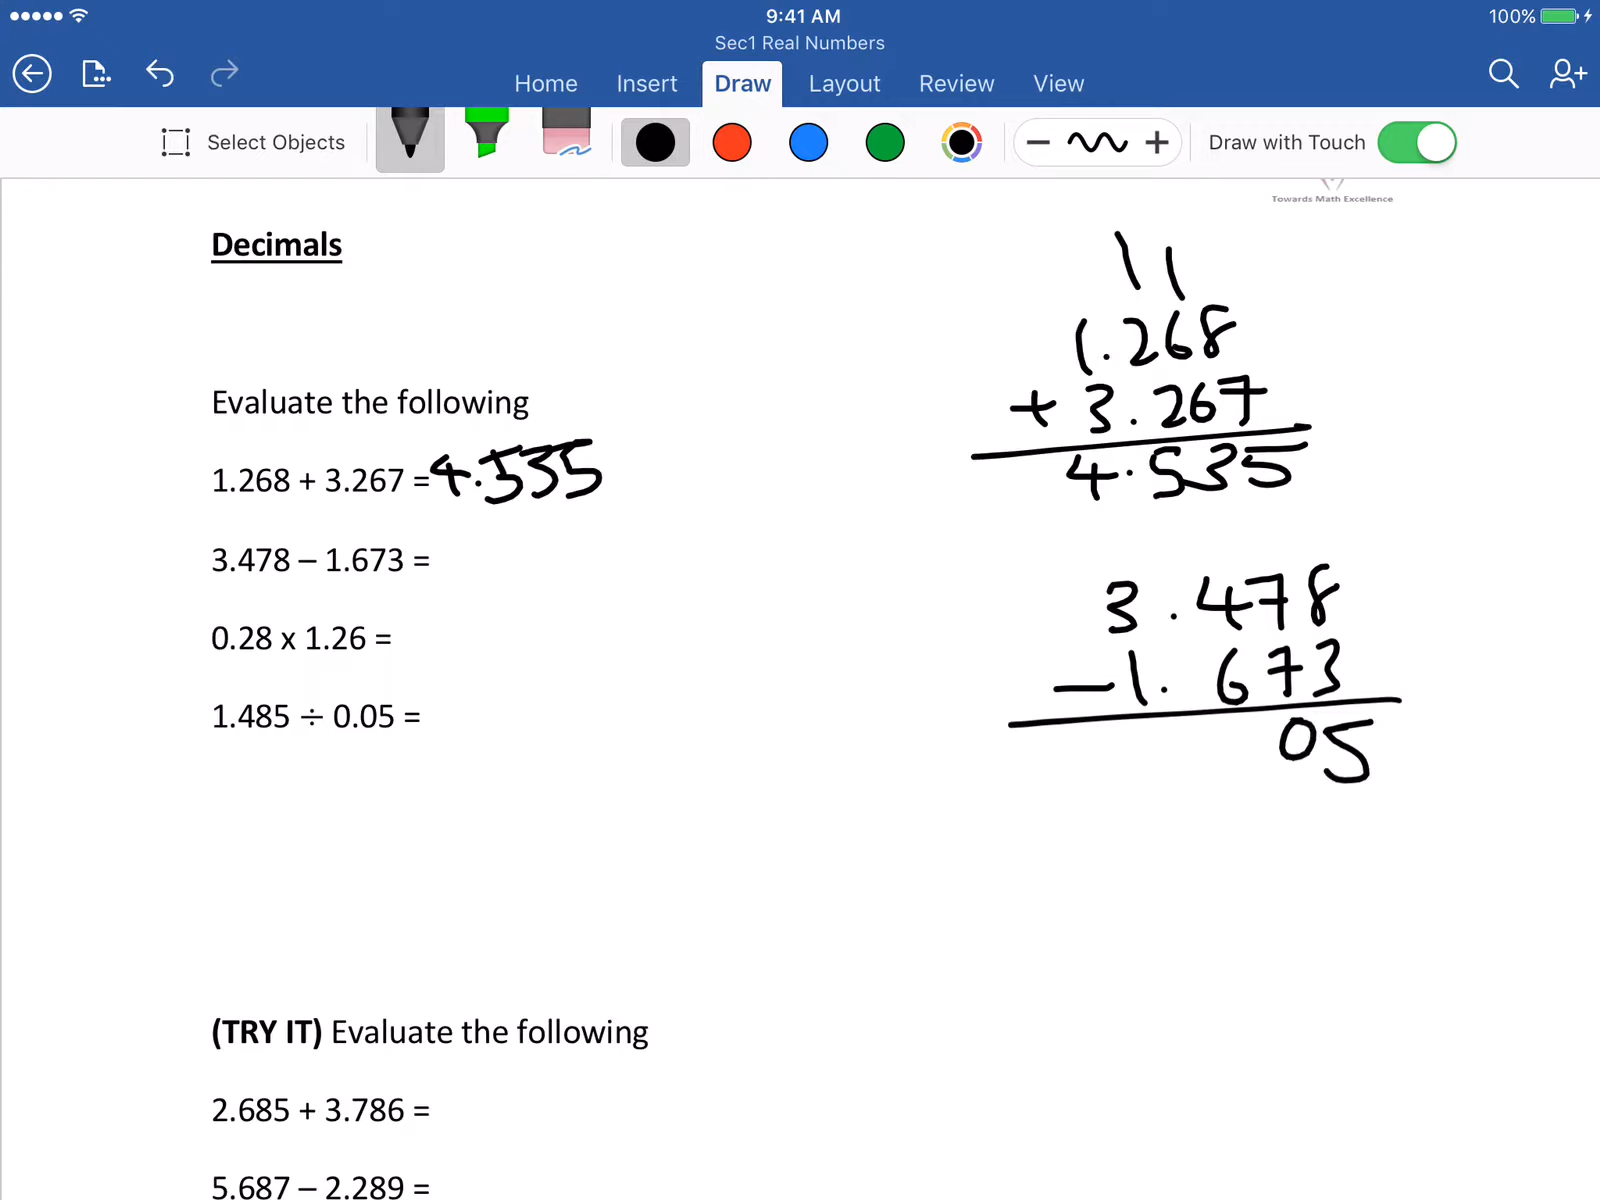 9:41 AM
100%
Sec1 Real Numbers
Home Insert Draw Layout Review View
Select Objects
Draw with Touch
Towards Math Excellence
Decimals
1 1
1.268
+ 3.267
4.535
Evaluate the following
1.268 + 3.267 = 4.535
3.478 – 1.673 =
0.28 x 1.26 =
1.485 ÷ 0.05 =
3.478
– 1.673
05
(TRY IT) Evaluate the following
2.685 + 3.786 =
5.687 – 2.289 =